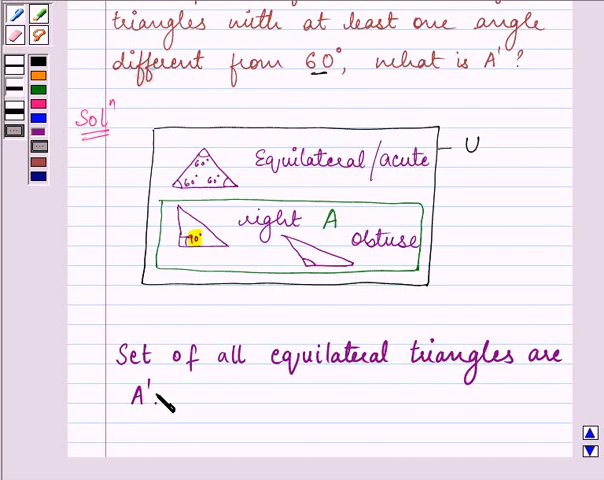 triangles with at least one angle
different from 60°, what is A'?
Solⁿ
60°
60° 60°
Equilateral/acute
U
right A
90°
obtuse
Set of all equilateral triangles are
A'.